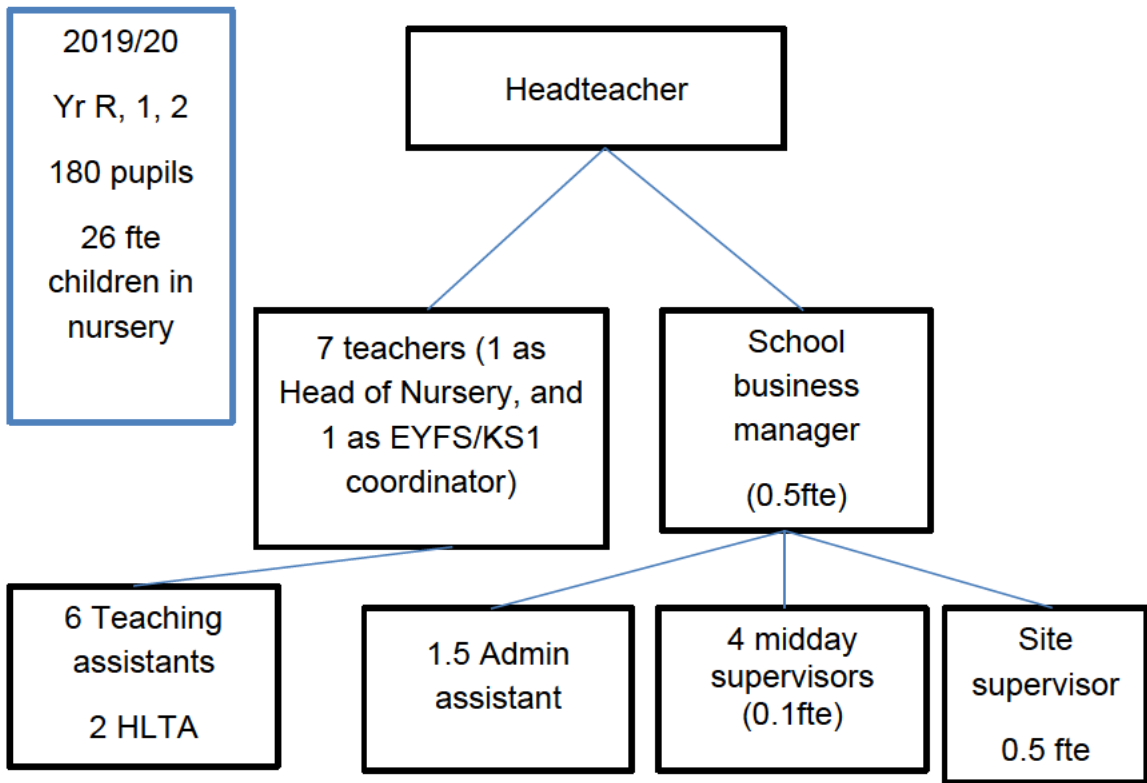 2019/20
Yr R, 1, 2
180 pupils
26 fte
children in
nursery
Headteacher
7 teachers (1 as
Head of Nursery, and
1 as EYFS/KS1
coordinator)
School
business
manager
(0.5fte)
6 Teaching
assistants
2 HLTA
1.5 Admin
assistant
4 midday
supervisors
(0.1fte)
Site
supervisor
0.5 fte